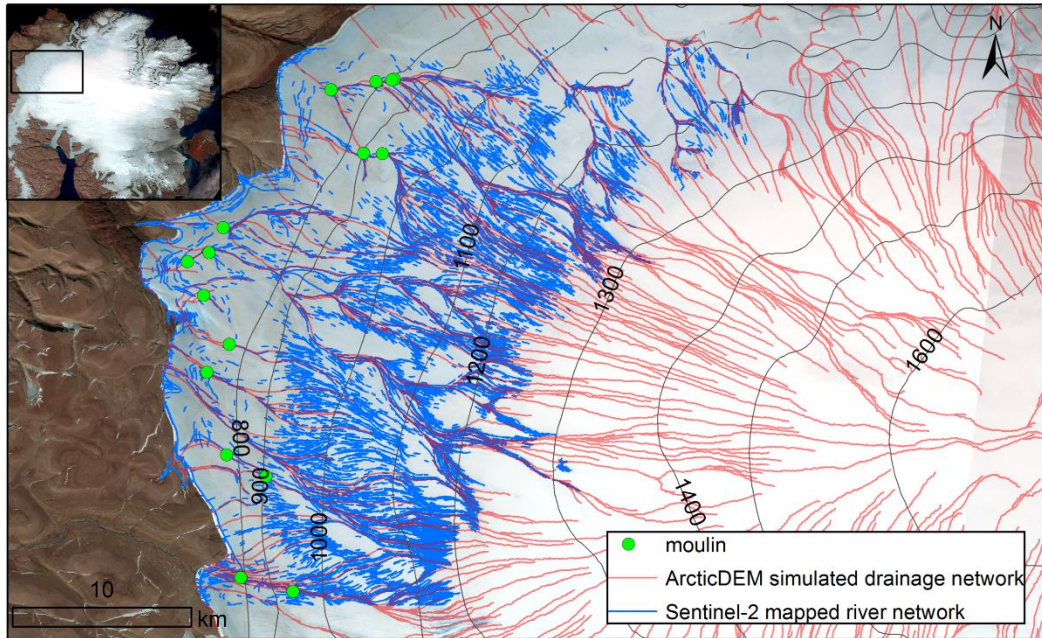 N
1100
1300
1200
1600
800
900
1000
1400
10
km
moulin
ArcticDEM simulated drainage network
Sentinel-2 mapped river network